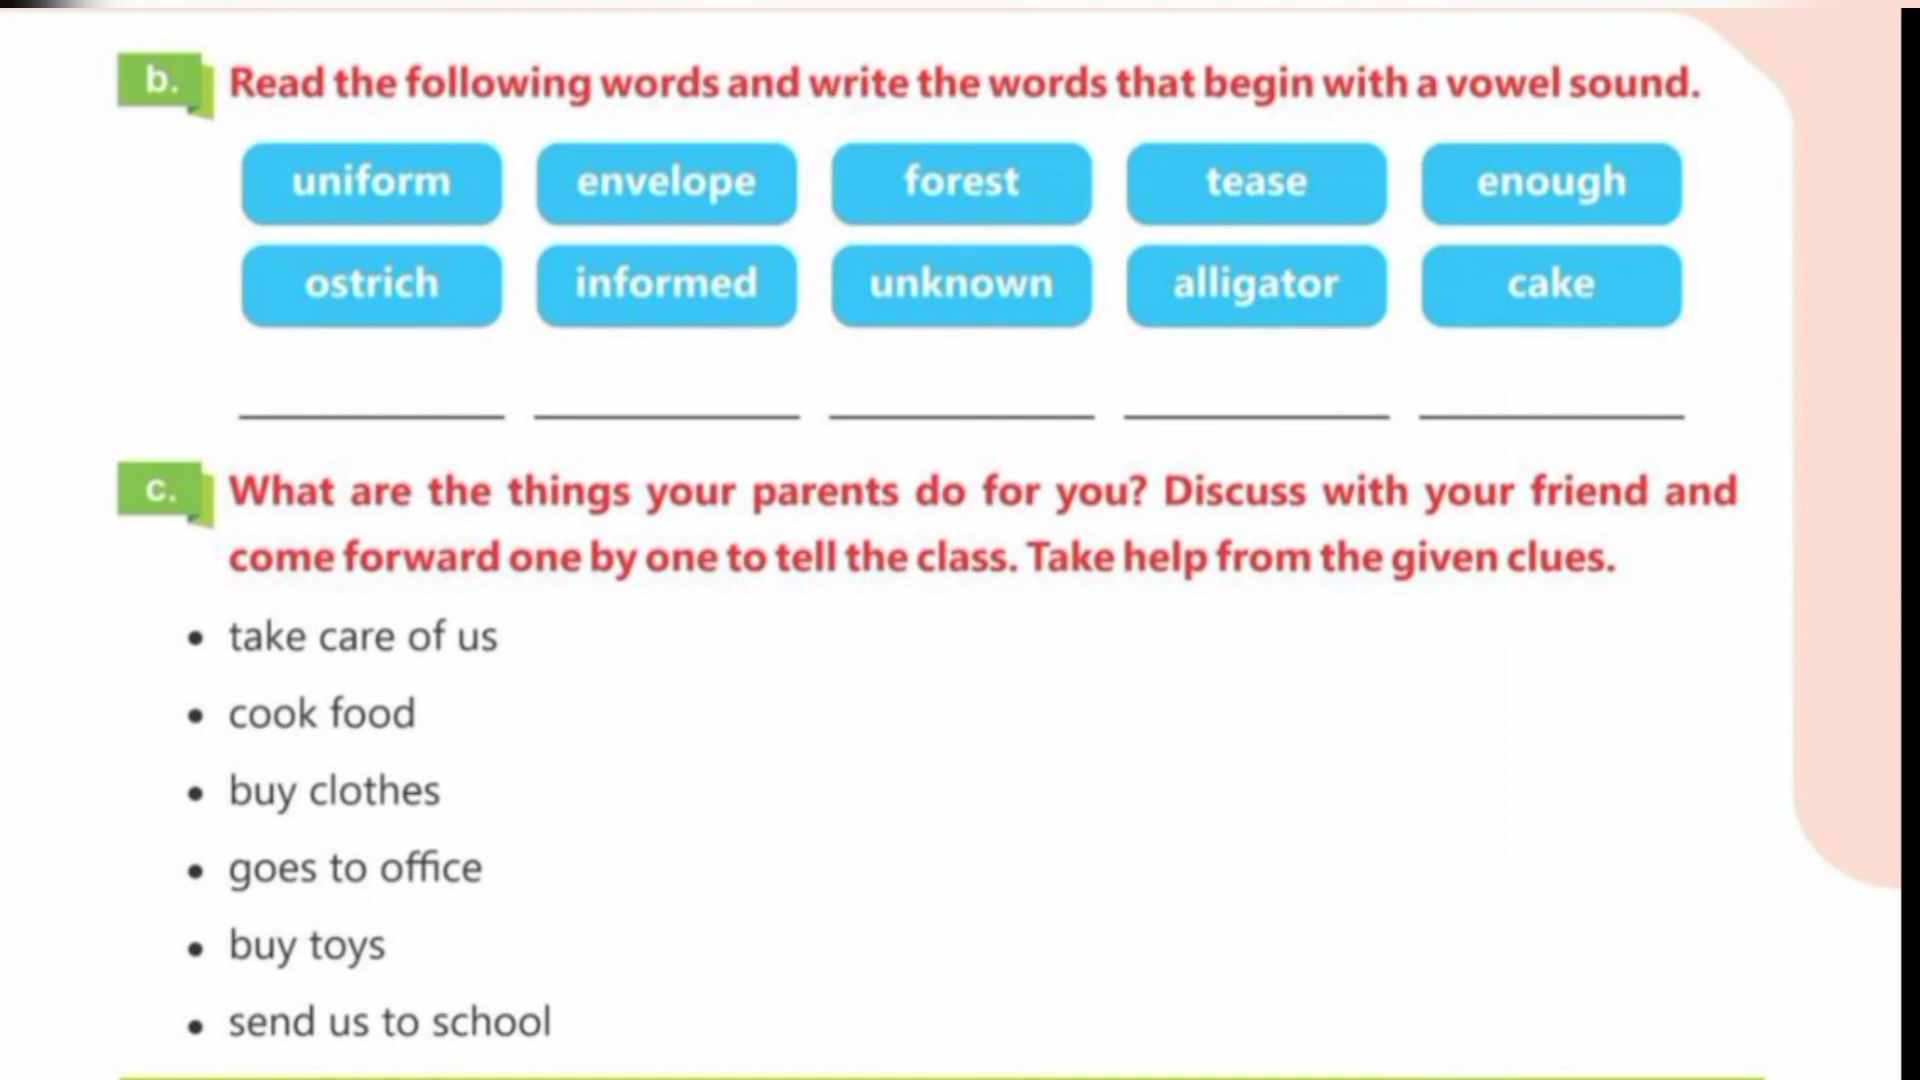 b. Read the following words and write the words that begin with a vowel sound.
uniform envelope forest tease enough
ostrich informed unknown alligator cake
c. What are the things your parents do for you? Discuss with your friend and
come forward one by one to tell the class. Take help from the given clues.
• take care of us
• cook food
• buy clothes
• goes to office
• buy toys
• send us to school